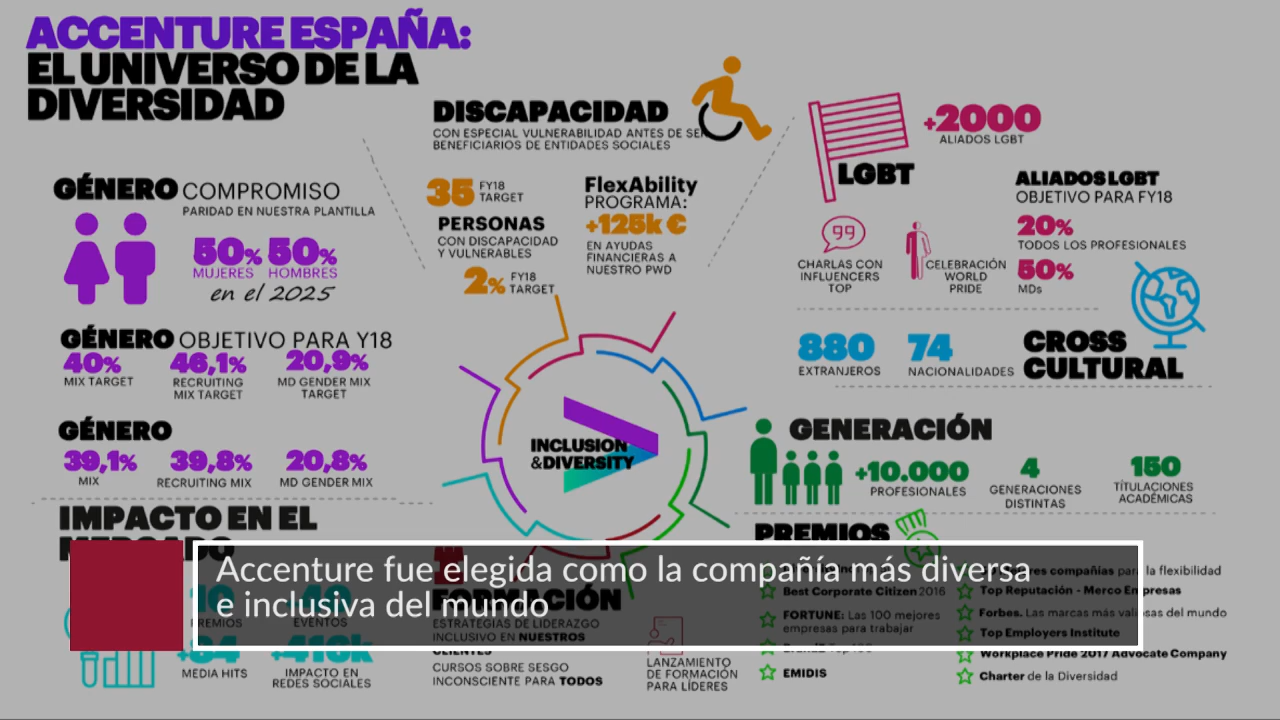 ACCENTURE ESPAÑA:
EL UNIVERSO DE LA
DIVERSIDAD
GÉNERO COMPROMISO
PARIDAD EN NUESTRA PLANTILLA
50% 50%
MUJERES HOMBRES
en el 2025
GÉNERO OBJETIVO PARA Y18
40% 46,1% 20,9%
MIX TARGET
RECRUITING
MIX TARGET
MD GENDER MIX
TARGET
GÉNERO
39,1% 39,8% 20,8%
MIX RECRUITING MIX MD GENDER MIX
IMPACTO EN EL
MERCADO
EVENTOS
MEDIA HITS
IMPACTO EN
REDES SOCIALES
DISCAPACIDAD
CON ESPECIAL VULNERABILIDAD ANTES DE SER
BENEFICIARIOS DE ENTIDADES SOCIALES
35 FY18
TARGET
PERSONAS
CON DISCAPACIDAD
Y VULNERABLES
2% FY18
TARGET
FlexAbility
PROGRAMA:
+125k €
EN AYUDAS
FINANCIERAS A
NUESTRO PWD
INCLUSION
&DIVERSITY
FORMACIÓN
ESTRATEGIAS DE LIDERAZGO
INCLUSIVO EN NUESTROS
CLIENTES
CURSOS SOBRE SESGO
INCONSCIENTE PARA TODOS
LANZAMIENTO
DE FORMACIÓN
PARA LÍDERES
LGBT
+2000
ALIADOS LGBT
ALIADOS LGBT
OBJETIVO PARA FY18
20%
TODOS LOS PROFESIONALES
50%
MDs
99
CHARLAS CON
INFLUENCERS
TOP
CELEBRACIÓN
WORLD
PRIDE
880
EXTRANJEROS
74
NACIONALIDADES
CROSS
CULTURAL
GENERACIÓN
+10.000
PROFESIONALES
4
GENERACIONES
DISTINTAS
150
TÍTULACIONES
ACADÉMICAS
PREMIOS
Best Corporate Citizen 2016
FORTUNE: Las 100 mejores
empresas para trabajar
EMIDIS
compañías para la flexibilidad
Top Reputación - Merco Empresas
Forbes. Las marcas más valiosas del mundo
Top Employers Institute
Workplace Pride 2017 Advocate Company
Charter de la Diversidad
Accenture fue elegida como la compañía más diversa
e inclusiva del mundo